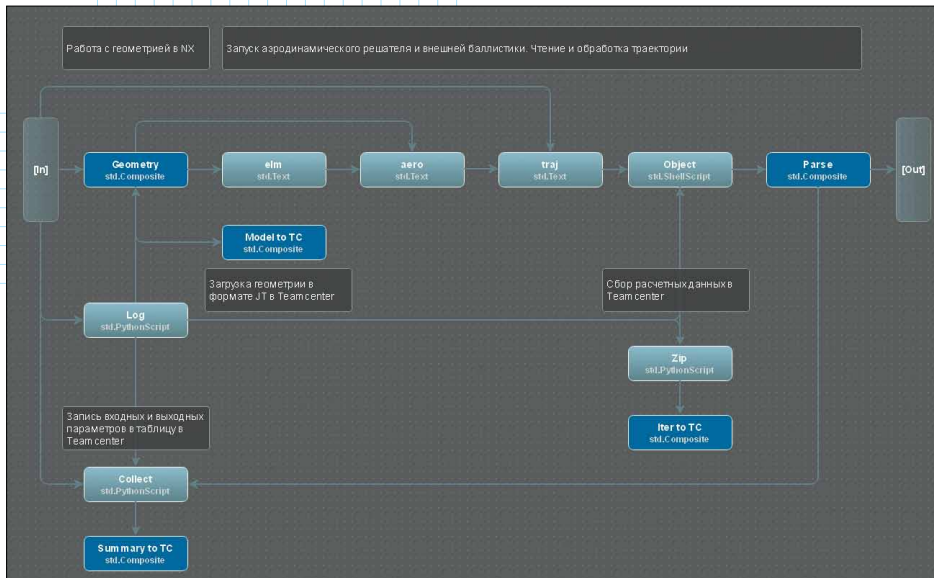 Работа с геометрией в NX
Запуск аэродинамического решателя и внешней баллистики. Чтение и обработка траектории
[In]
Geometry
std.Composite
elm
std.Text
aero
std.Text
traj
std.Text
Object
std.ShellScript
Parse
std.Composite
[Out]
Model to TC
std.Composite
Загрузка геометрии в
формате JT в Teamcenter
Сбор расчетных данных в
Teamcenter
Log
std.PythonScript
Zip
std.PythonScript
Запись входных и выходных
параметров в таблицу в
Teamcenter
Iter to TC
std.Composite
Collect
std.PythonScript
Summary to TC
std.Composite